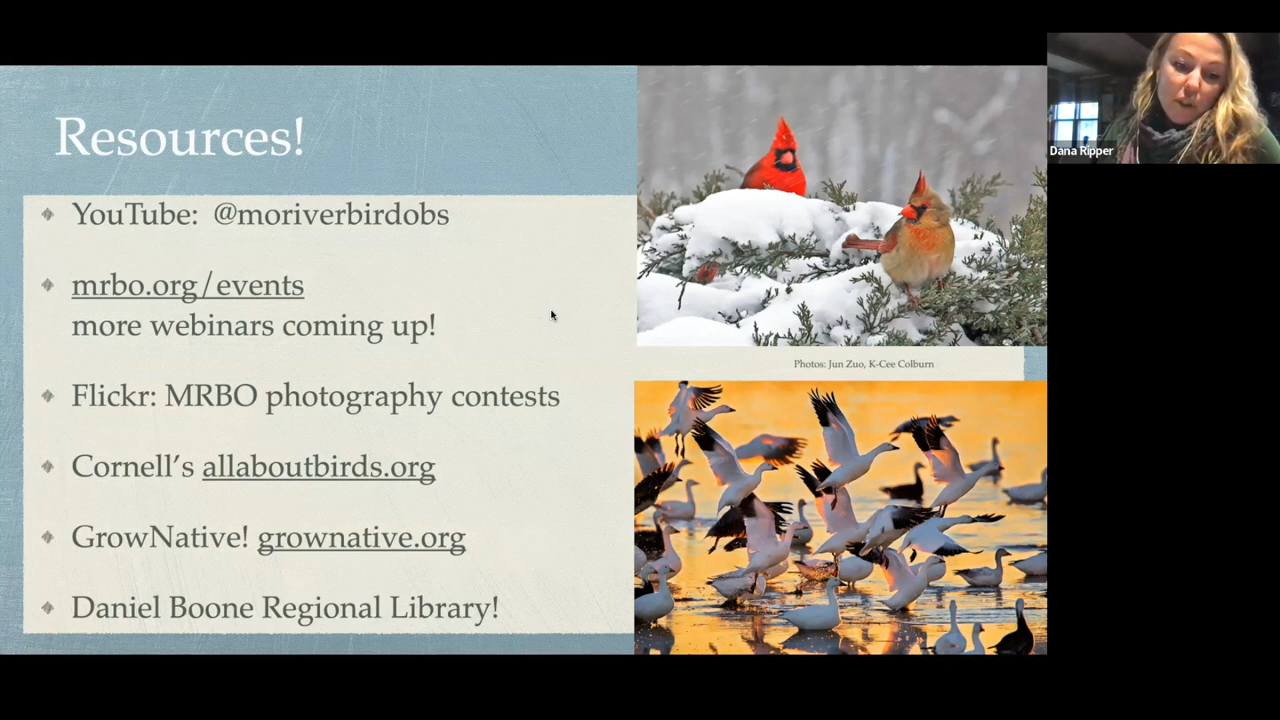 Resources!
YouTube: @moriverbirdobs
mrbo.org/events
more webinars coming up!
Flickr: MRBO photography contests
Cornell’s allaboutbirds.org
GrowNative! grownative.org
Daniel Boone Regional Library!
Photos: Jun Zuo, K-Cee Colburn
Dana Ripper